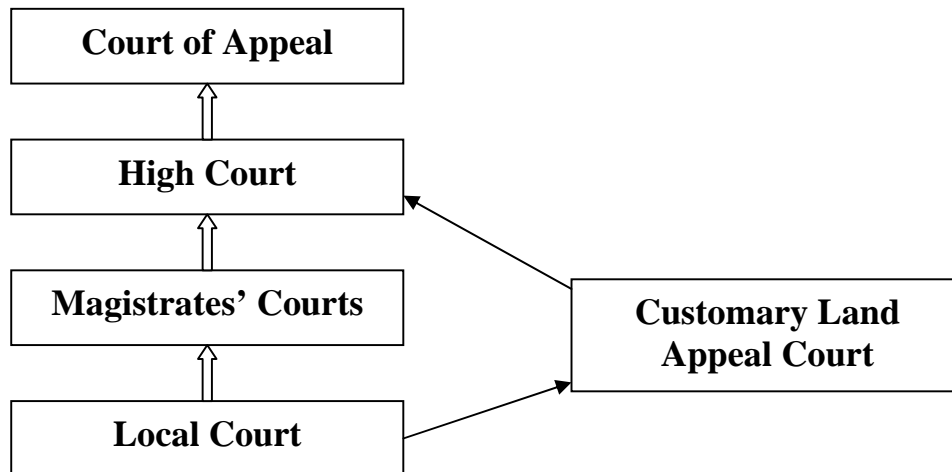 Court of Appeal
High Court
Magistrates’ Courts
Customary Land
Appeal Court
Local Court